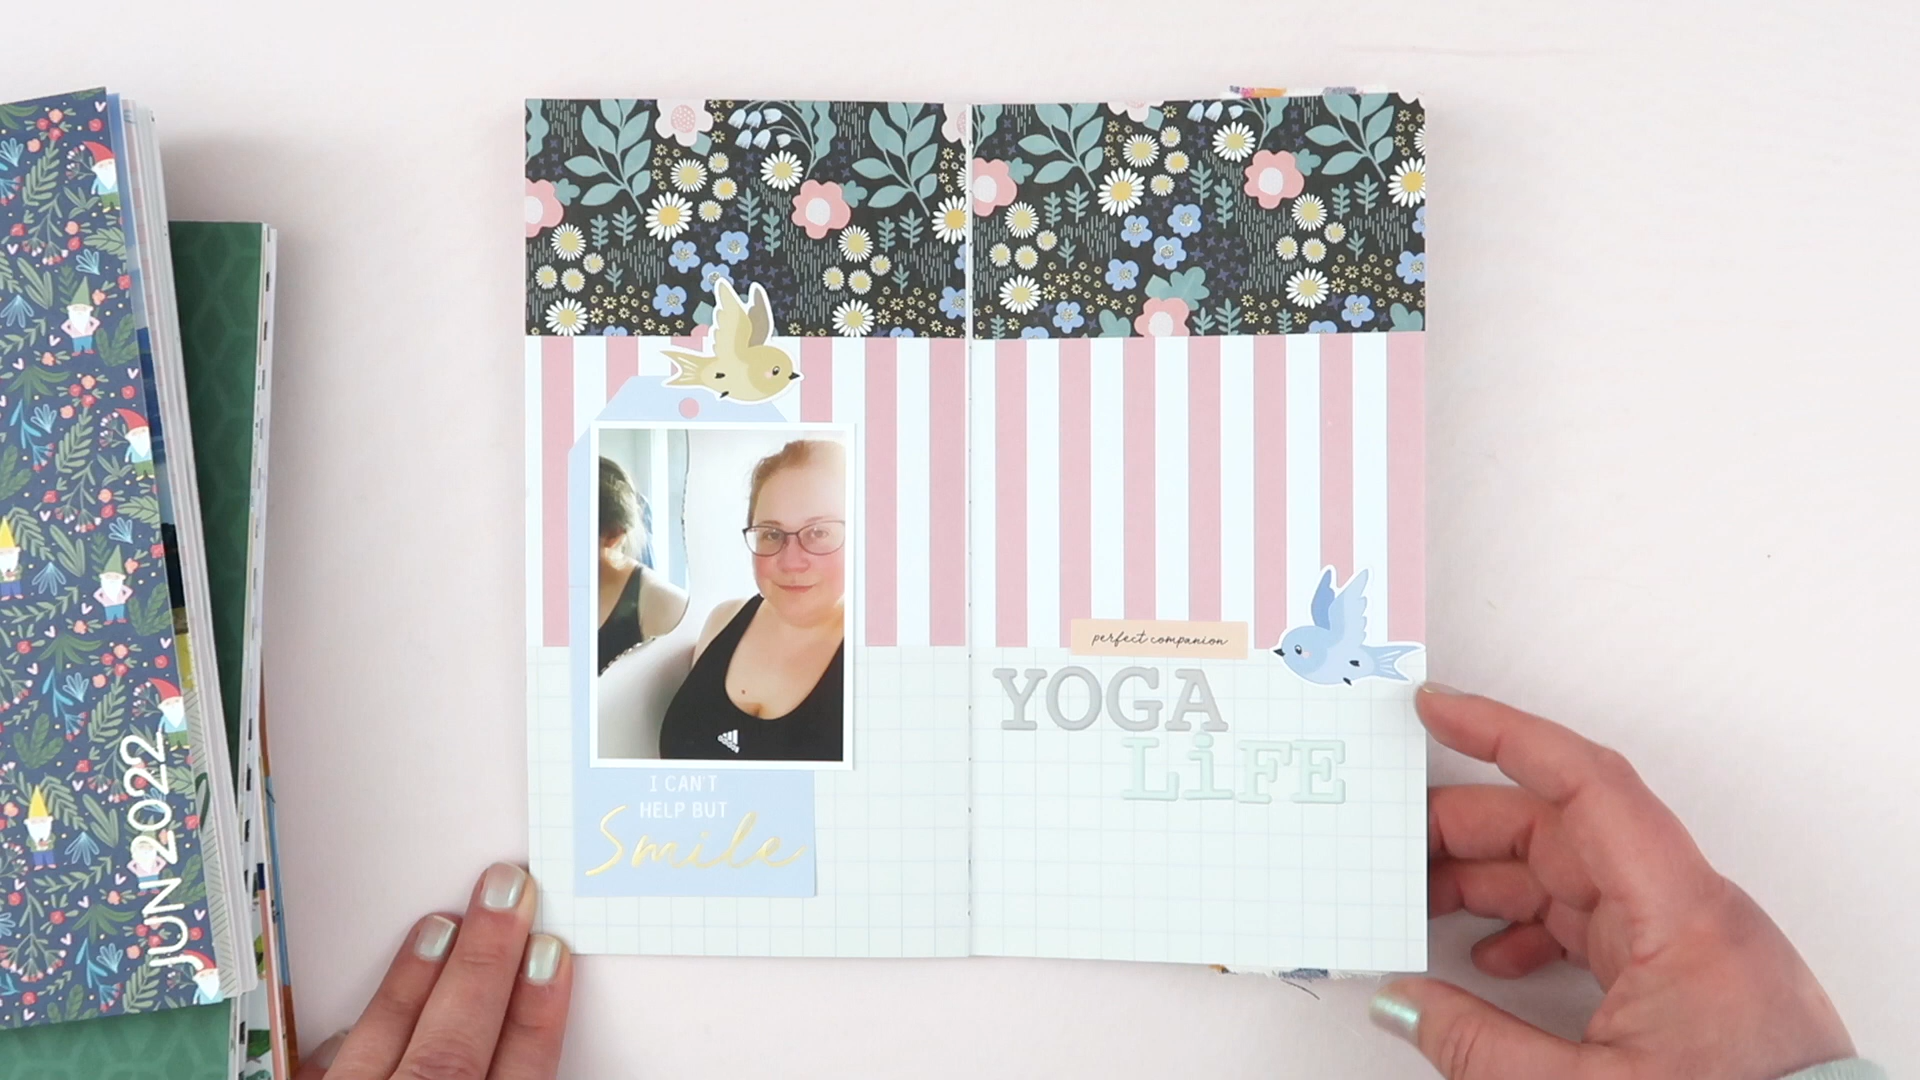 JUN 2022
I CAN'T
HELP BUT
Smile
perfect companion
YOGA
LiFE